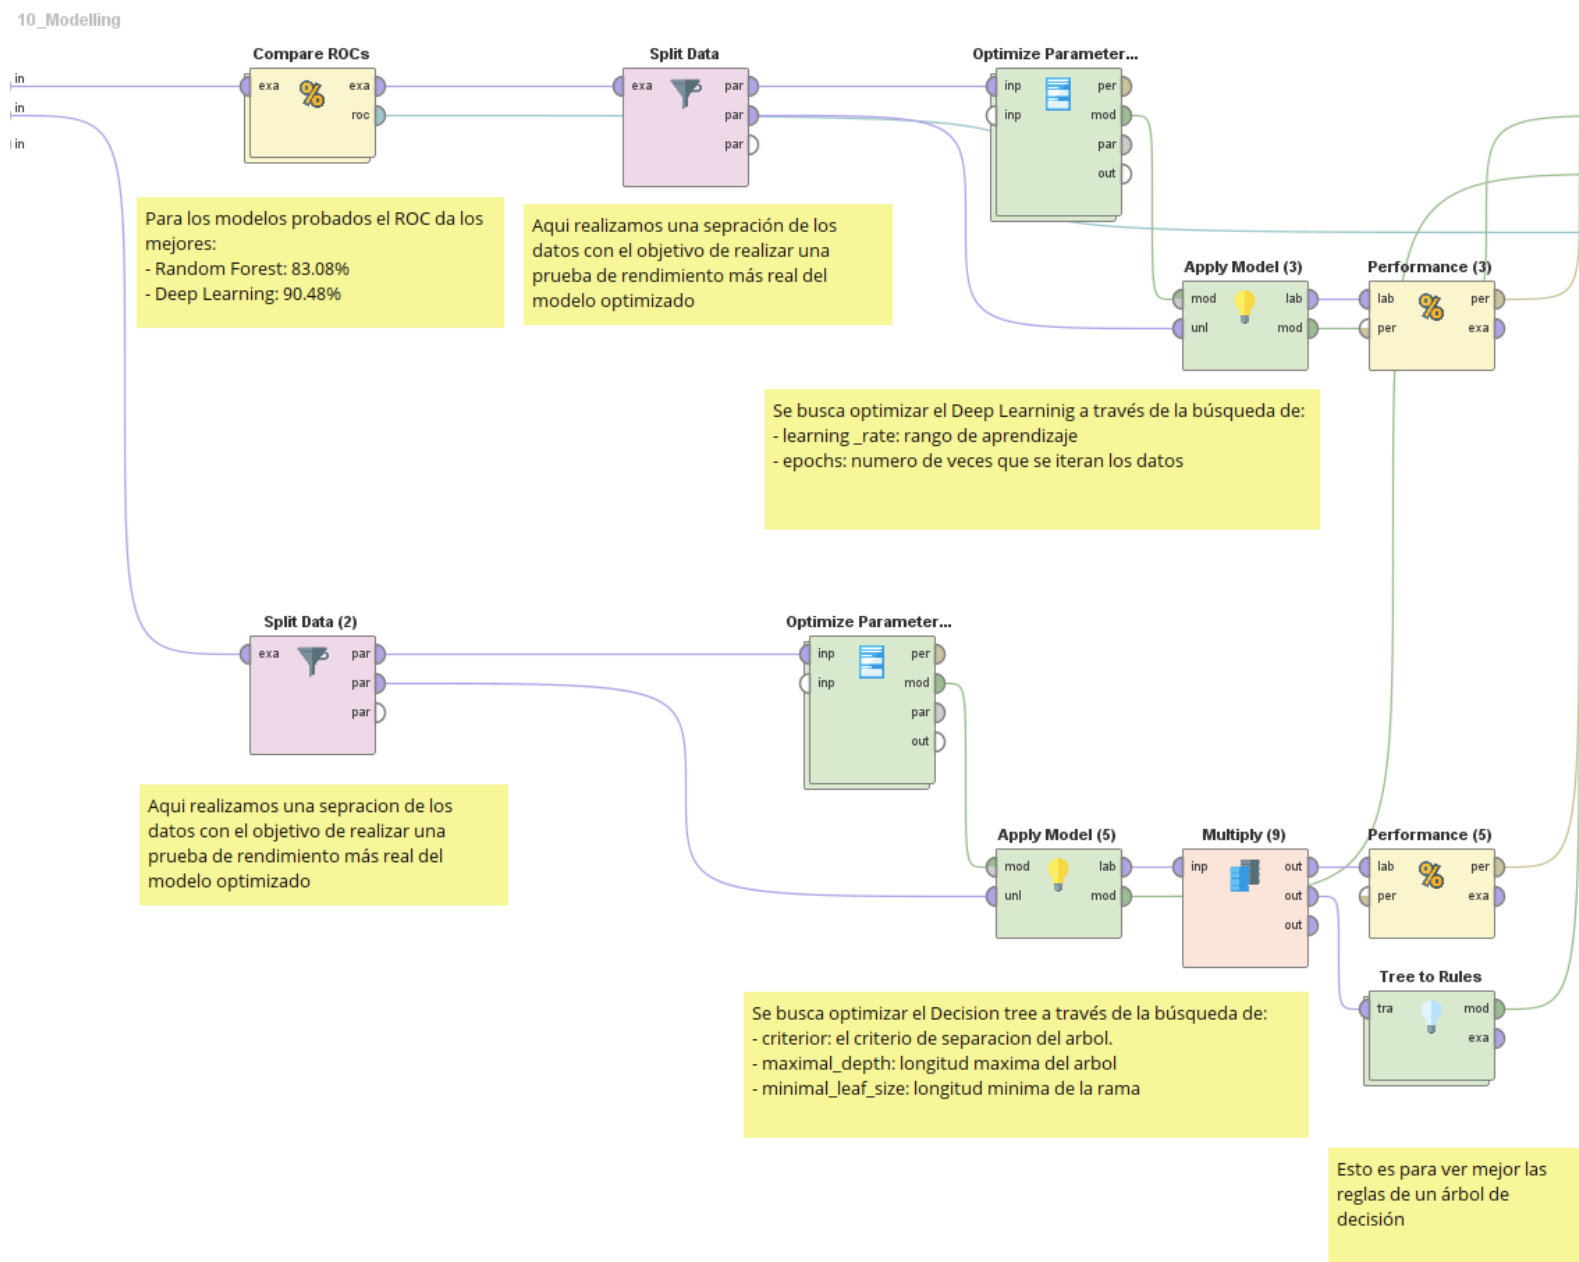 10_Modelling
in
in
in
Compare ROCs
exa
exa
roc
Split Data
exa
par
par
par
Optimize Parameter...
inp
per
inp
mod
par
out
Para los modelos probados el ROC da los
mejores:
- Random Forest: 83.08%
- Deep Learning: 90.48%
Aqui realizamos una sepración de los
datos con el objetivo de realizar una
prueba de rendimiento más real del
modelo optimizado
Apply Model (3)
mod
lab
unl
mod
Performance (3)
lab
per
per
exa
Se busca optimizar el Deep Learninig a través de la búsqueda de:
- learning _rate: rango de aprendizaje
- epochs: numero de veces que se iteran los datos
Split Data (2)
exa
par
par
par
Optimize Parameter...
inp
per
inp
mod
par
out
Aqui realizamos una sepracion de los
datos con el objetivo de realizar una
prueba de rendimiento más real del
modelo optimizado
Apply Model (5)
mod
lab
unl
mod
Multiply (9)
inp
out
out
out
Performance (5)
lab
per
per
exa
Tree to Rules
tra
mod
exa
Se busca optimizar el Decision tree a través de la búsqueda de:
- criterior: el criterio de separacion del arbol.
- maximal_depth: longitud maxima del arbol
- minimal_leaf_size: longitud minima de la rama
Esto es para ver mejor las
reglas de un árbol de
decisión